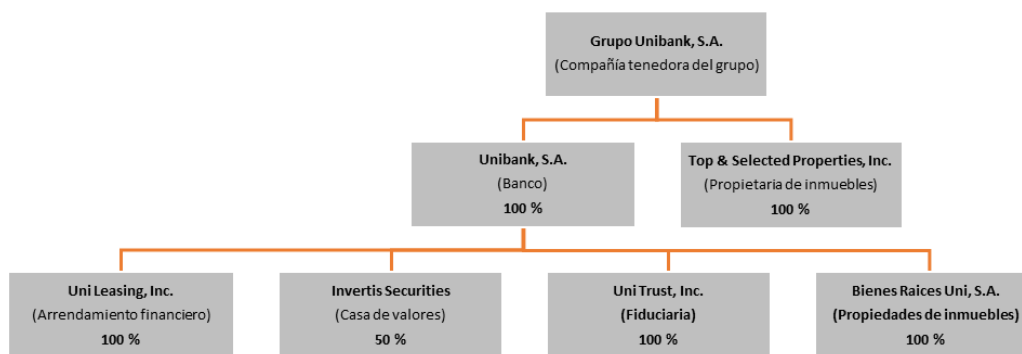 Grupo Unibank, S.A.
(Compañía tenedora del grupo)
Unibank, S.A.
(Banco)
100 %
Top & Selected Properties, Inc.
(Propietaria de inmuebles)
100 %
Uni Leasing, Inc.
(Arrendamiento financiero)
100 %
Invertis Securities
(Casa de valores)
50 %
Uni Trust, Inc.
(Fiduciaria)
100 %
Bienes Raices Uni, S.A.
(Propiedades de inmuebles)
100 %